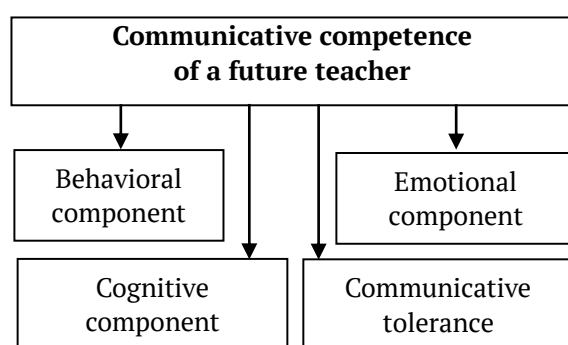 Communicative competence
of a future teacher
Behavioral
component
Emotional
component
Cognitive
component
Communicative
tolerance